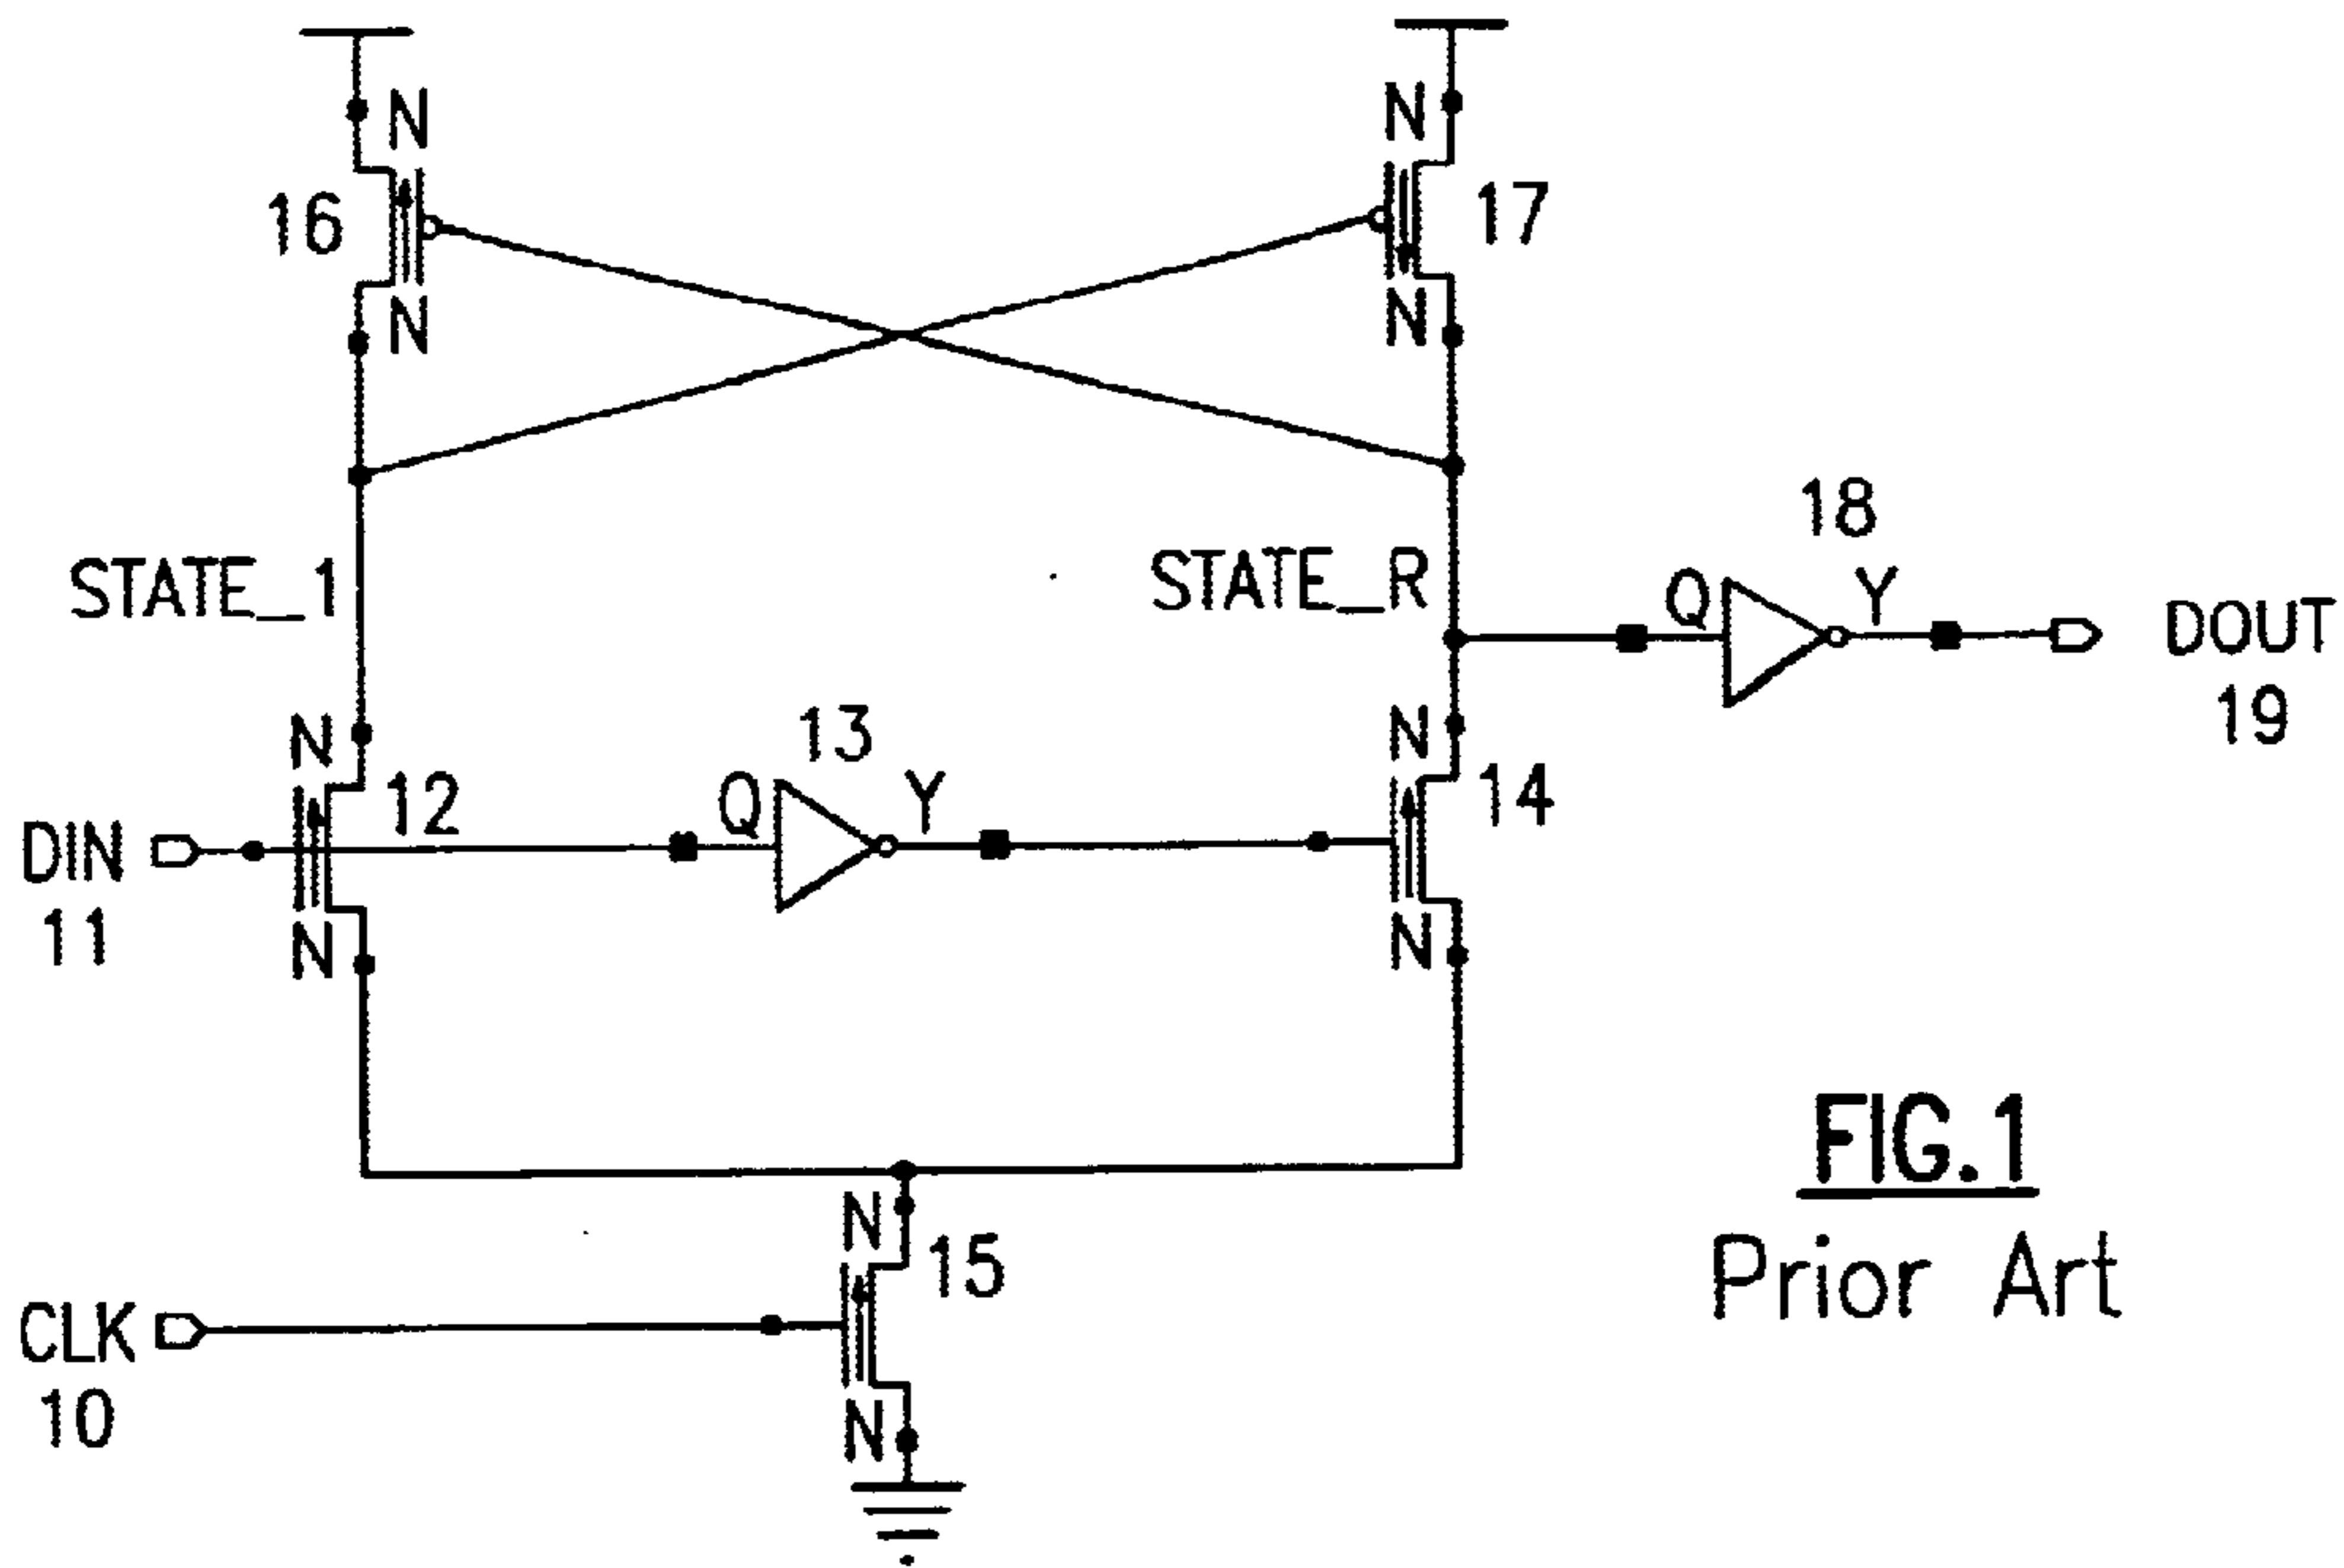 N
N
16
17
N
N
18
STATE_1
STATE_R
Q
Y
DOUT
19
N
13
N
12
Q
Y
14
DIN
11
N
N
N
15
FIG.1
Prior Art
CLK
10
N